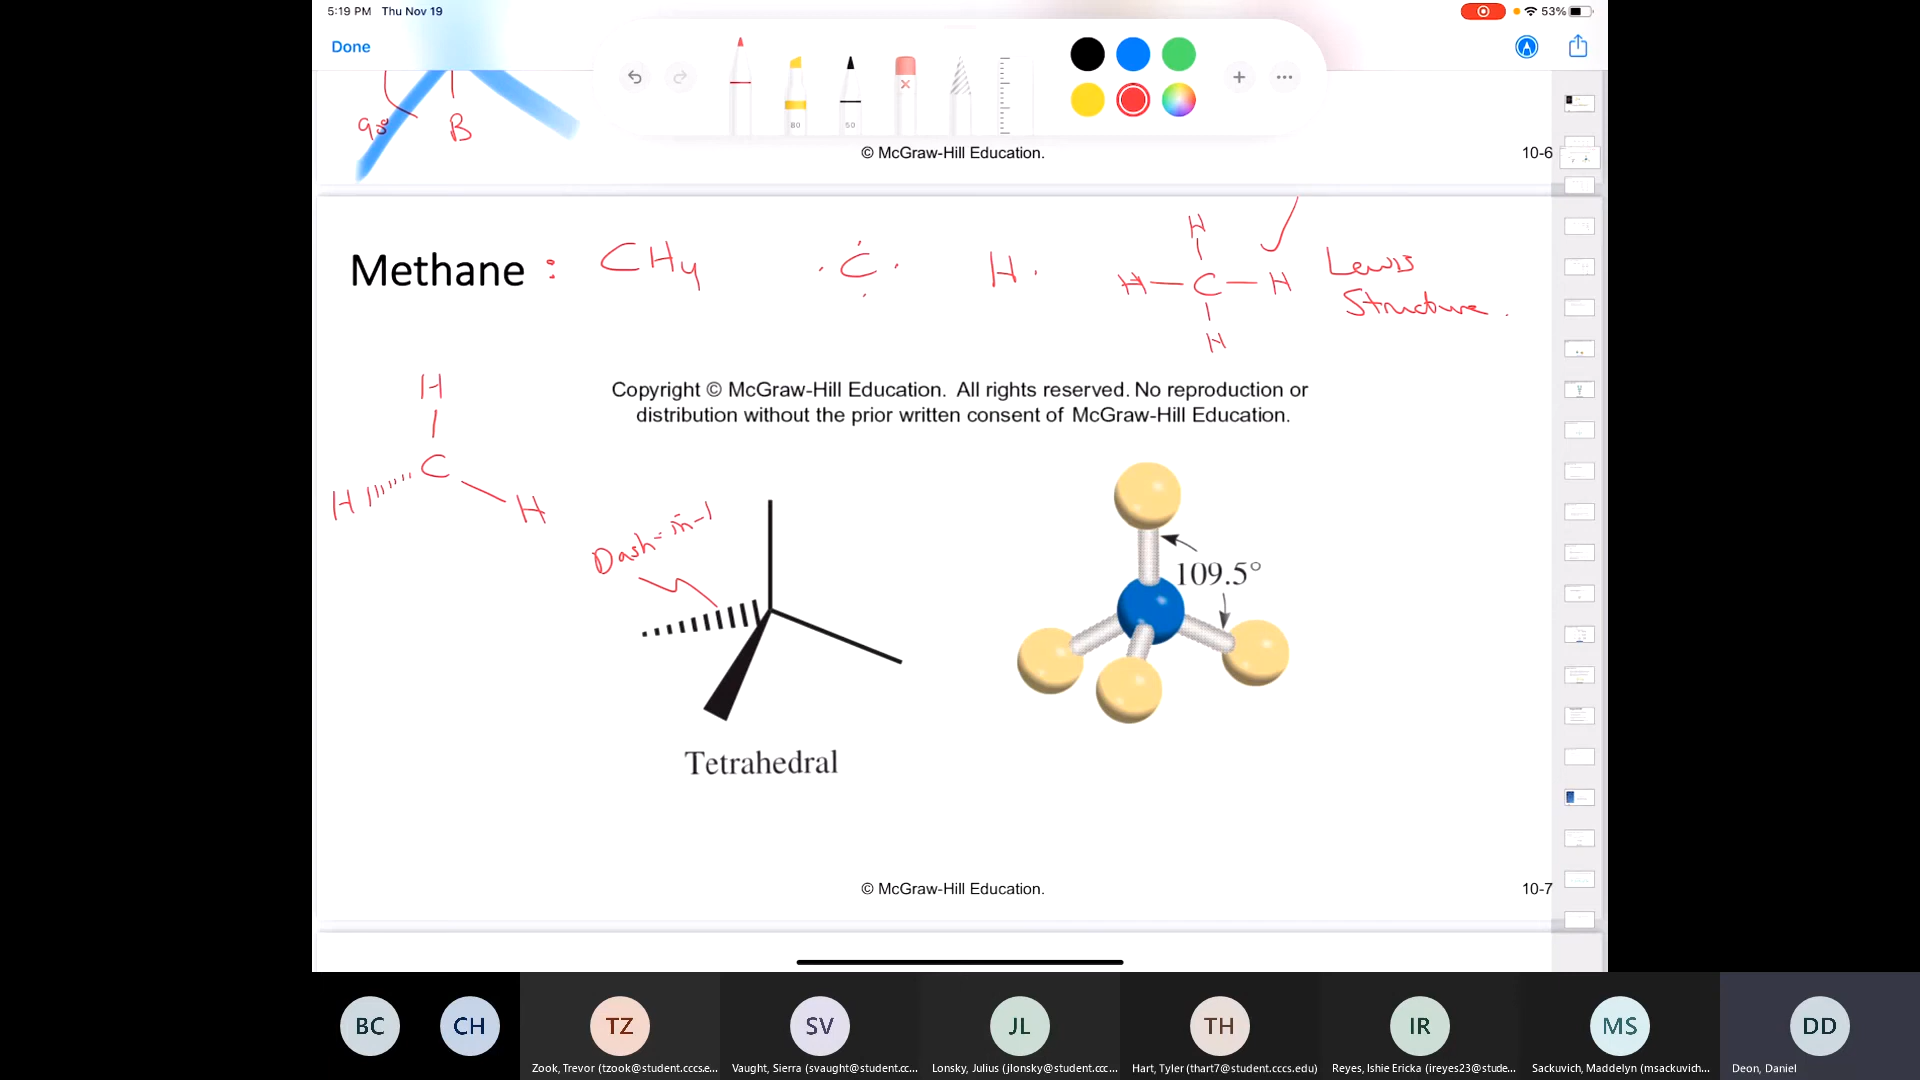 5:19 PM Thu Nov 19
53%
Done
80
50
90°
B
© McGraw-Hill Education.
10-6
Methane : CH4
C
H
H
H C H
H
Lewis
Structure.
Copyright © McGraw-Hill Education. All rights reserved. No reproduction or
distribution without the prior written consent of McGraw-Hill Education.
H
C
H
H
Dash-
109.5°
Tetrahedral
© McGraw-Hill Education.
10-7
BC
CH
TZ
SV
JL
TH
IR
MS
DD
Zook, Trevor (tzook@student.cccs.e...
Vaught, Sierra (svaught@student.cc...
Lonsky, Julius (jlonsky@student.ccc...
Hart, Tyler (thart7@student.cccs.edu)
Reyes, Ishie Ericka (ireyes23@stude...
Sackuvich, Maddelyn (msackuvich...
Deon, Daniel